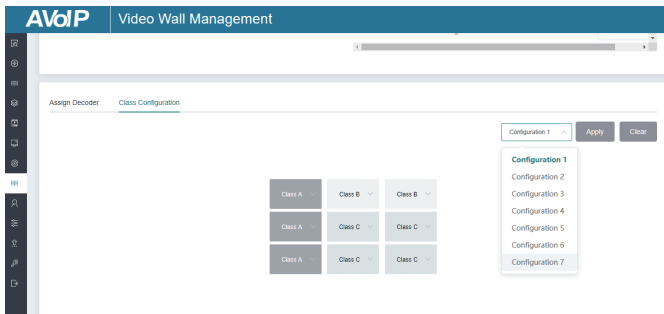 AVoIP Video Wall Management
Assign Decoder Class Configuration
Configuration 1 Apply Clear
Configuration 1
Configuration 2
Configuration 3
Configuration 4
Configuration 5
Configuration 6
Configuration 7
Class A Class B Class B
Class A Class C Class C
Class A Class C Class C